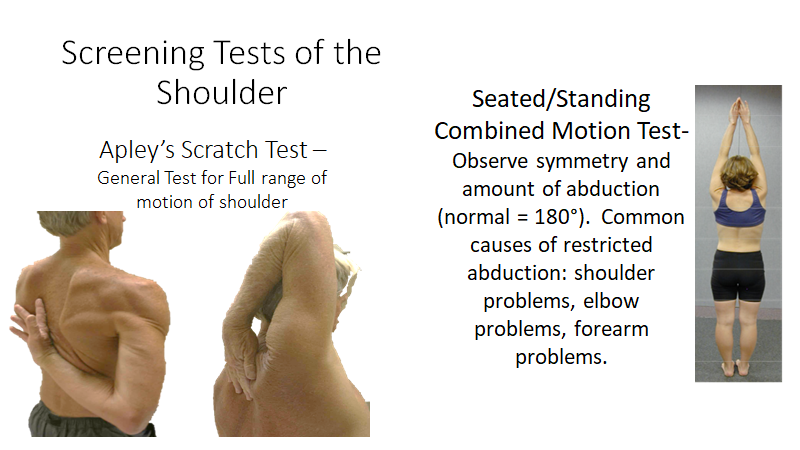 Screening Tests of the
Shoulder
Apley's Scratch Test –
General Test for Full range of
motion of shoulder
Seated/Standing
Combined Motion Test-
Observe symmetry and
amount of abduction
(normal = 180°).  Common
causes of restricted
abduction: shoulder
problems, elbow
problems, forearm
problems.